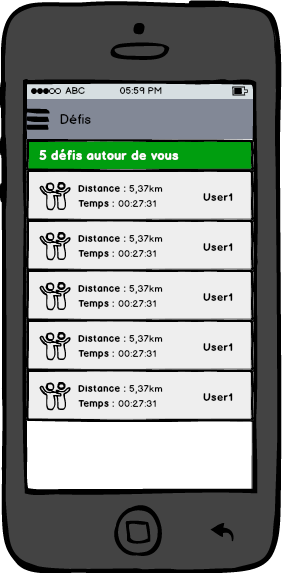 ABC 05:59 PM
Défis
5 défis autour de vous
Distance : 5,37km
Temps : 00:27:31
User1
Distance : 5,37km
Temps : 00:27:31
User1
Distance : 5,37km
Temps : 00:27:31
User1
Distance : 5,37km
Temps : 00:27:31
User1
Distance : 5,37km
Temps : 00:27:31
User1